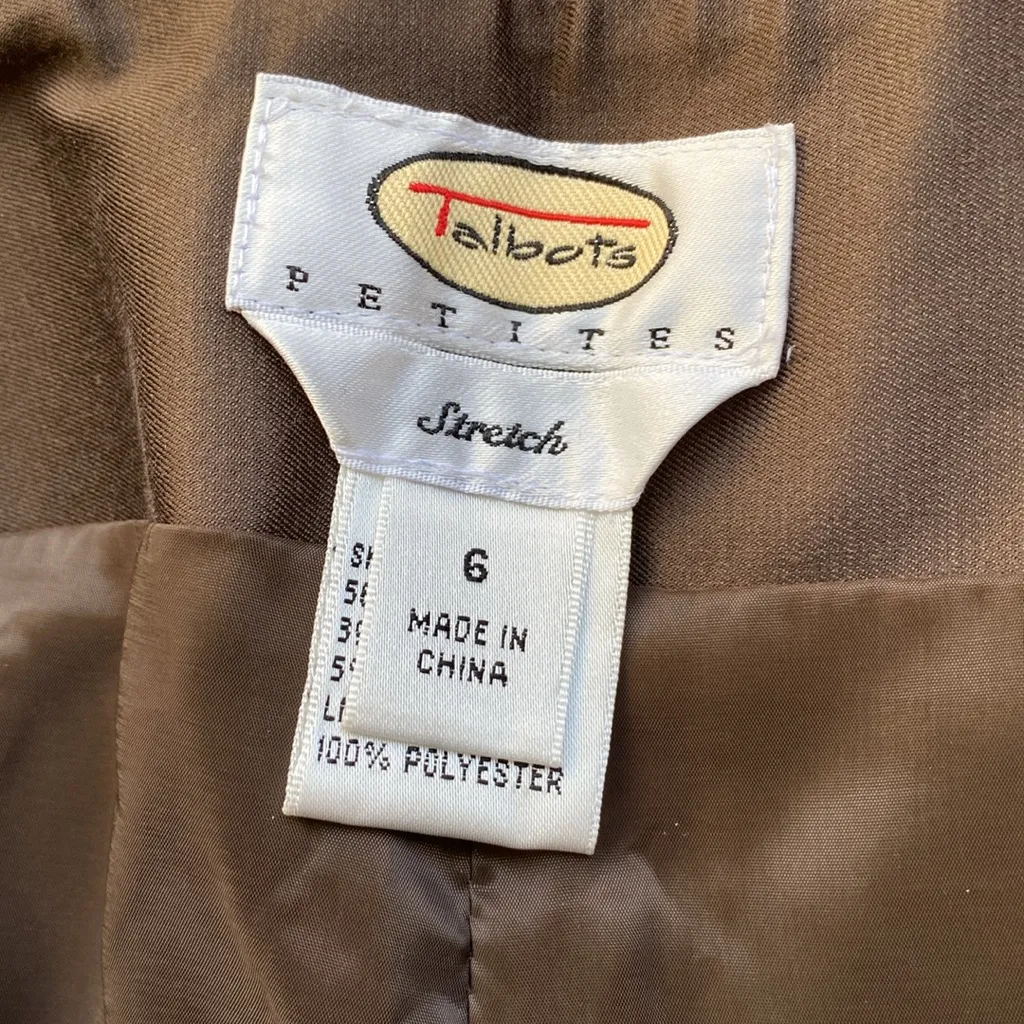 Talbots
PETITES
Stretch
6
MADE IN
CHINA
100% POLYESTER